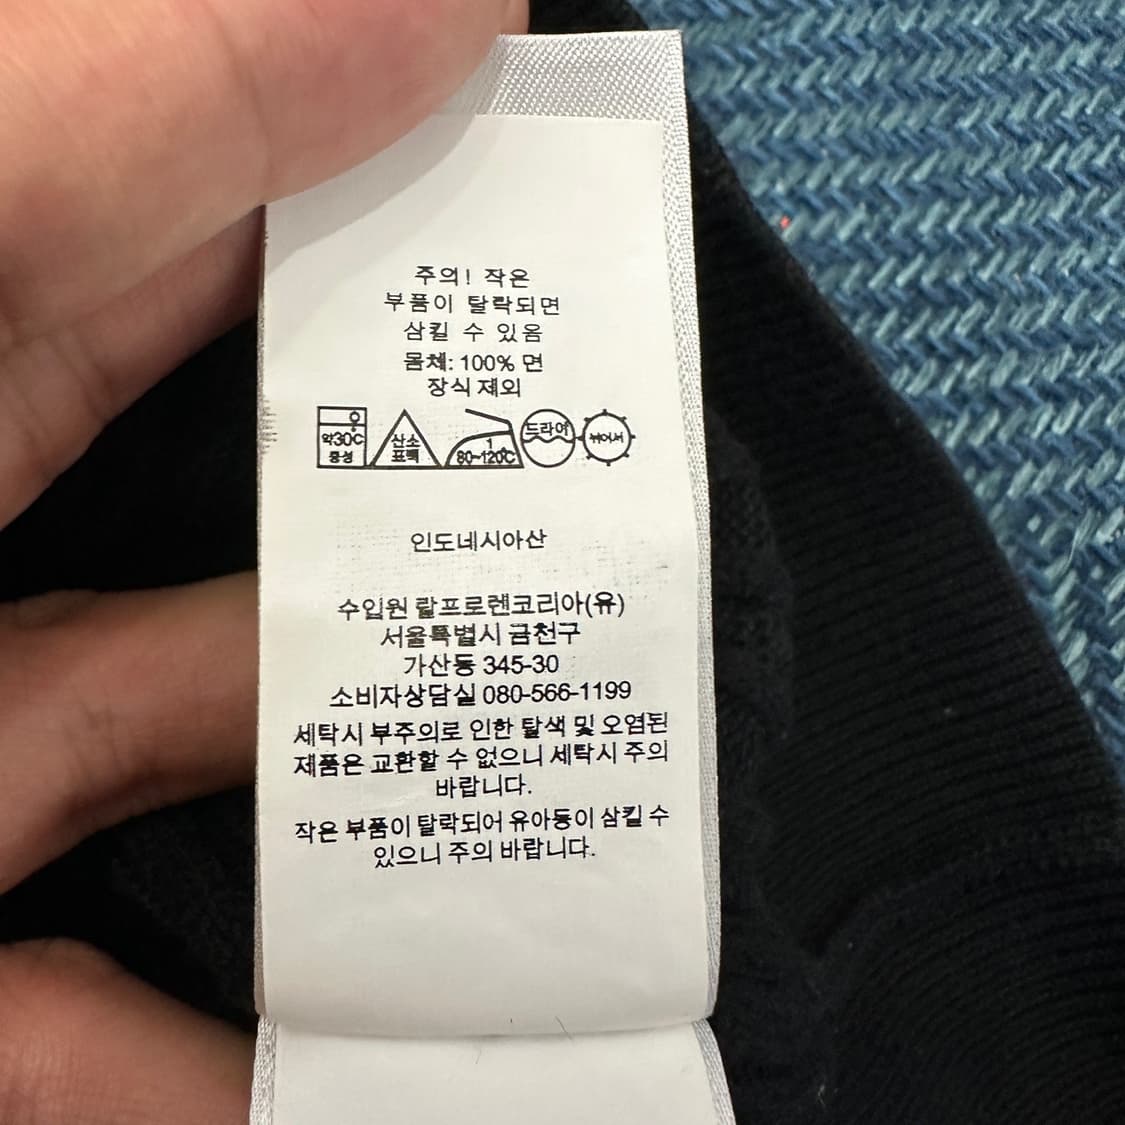 주의! 작은
부품이 탈락되면
삼킬 수 있음
몸체: 100% 면
장식 제외
약30C 중성
산소 표백
1 80~120C
드라이
뉘어서
인도네시아산
수입원 랄프로렌코리아(유)
서울특별시 금천구
가산동 345-30
소비자상담실 080-566-1199
세탁시 부주의로 인한 탈색 및 오염된
제품은 교환할 수 없으니 세탁시 주의
바랍니다.
작은 부품이 탈락되어 유아등이 삼킬 수
있으니 주의 바랍니다.